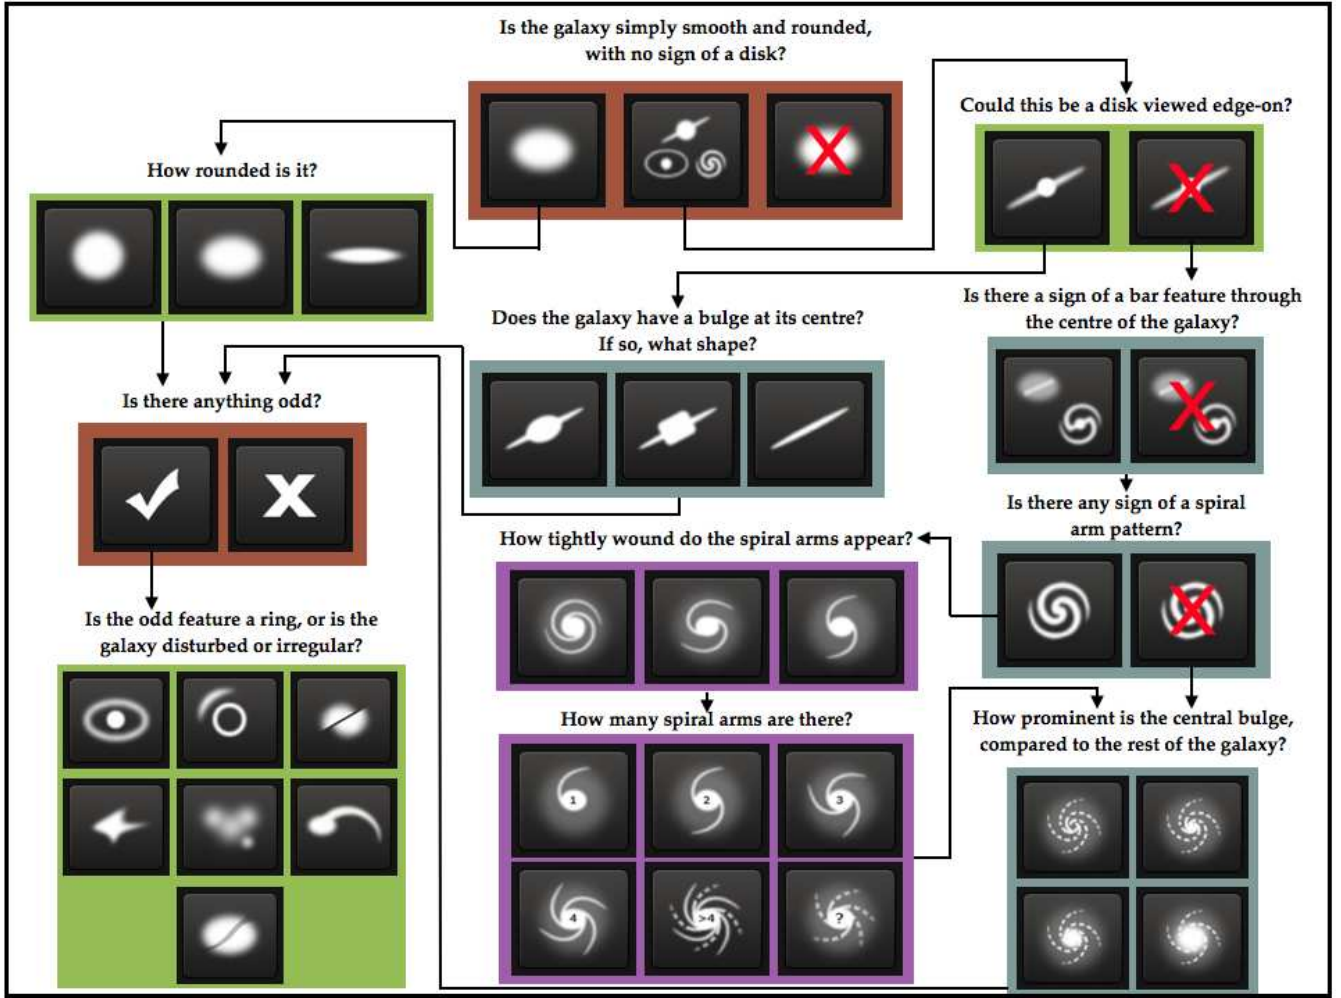 Is the galaxy simply smooth and rounded,
with no sign of a disk?
Could this be a disk viewed edge-on?
How rounded is it?
Is there a sign of a bar feature through
the centre of the galaxy?
Does the galaxy have a bulge at its centre?
If so, what shape?
Is there anything odd?
Is there any sign of a spiral
arm pattern?
How tightly wound do the spiral arms appear?
Is the odd feature a ring, or is the
galaxy disturbed or irregular?
How many spiral arms are there?
1
2
3
4
>4
?
How prominent is the central bulge,
compared to the rest of the galaxy?